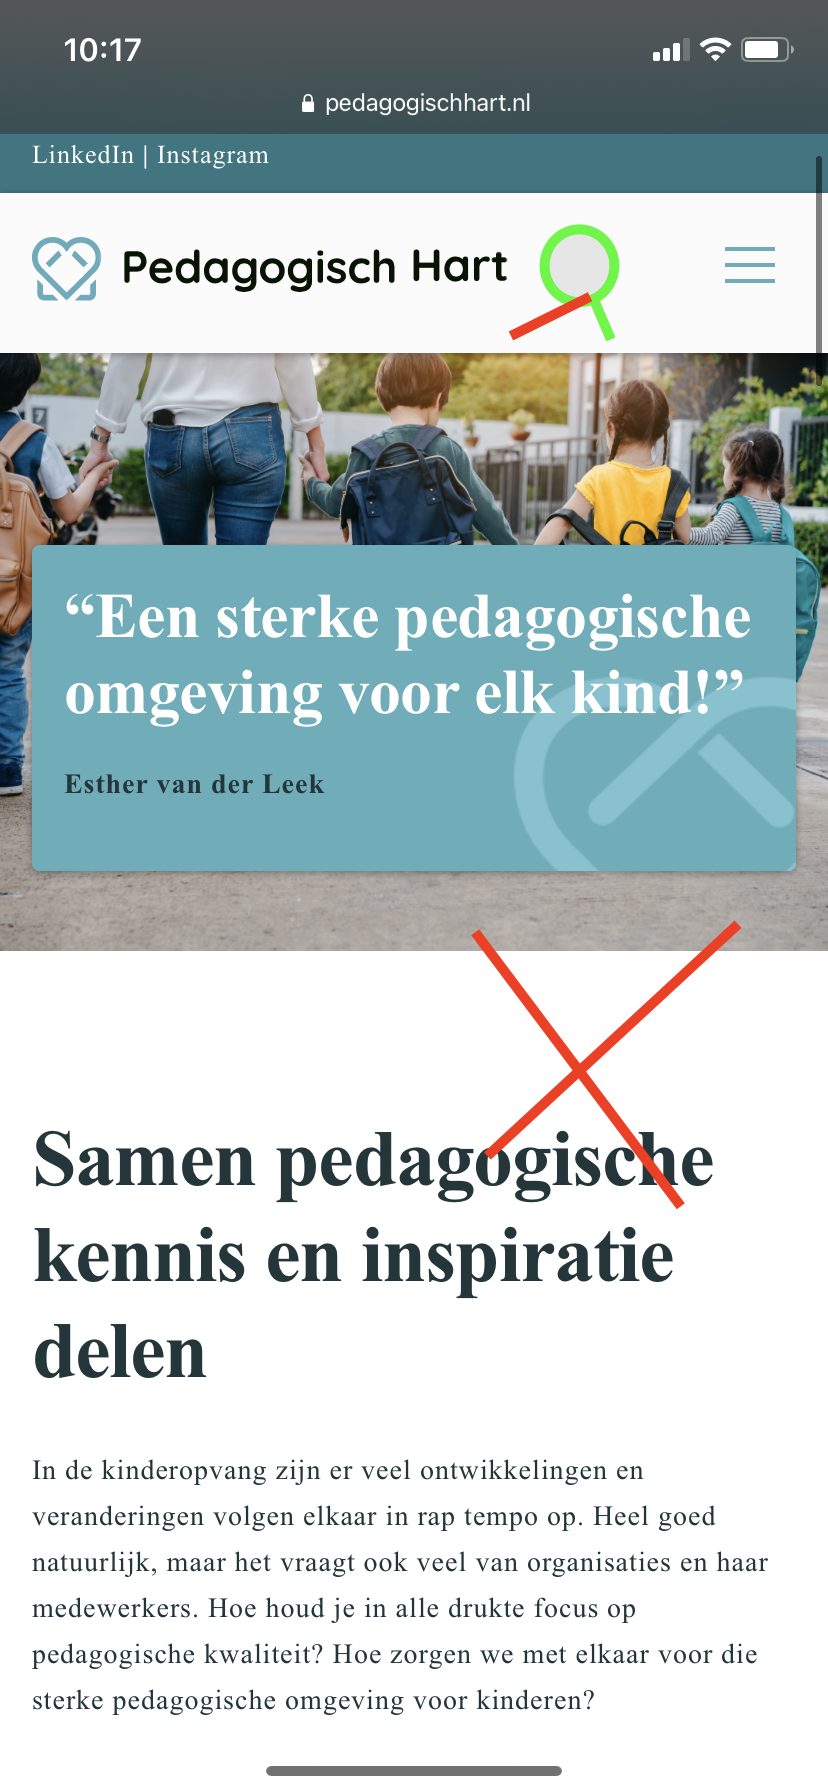 10:17
pedagogischhart.nl
LinkedIn | Instagram
Pedagogisch Hart
“Een sterke pedagogische
omgeving voor elk kind!”
Esther van der Leek
Samen pedagogische
kennis en inspiratie
delen
In de kinderopvang zijn er veel ontwikkelingen en
veranderingen volgen elkaar in rap tempo op. Heel goed
natuurlijk, maar het vraagt ook veel van organisaties en haar
medewerkers. Hoe houd je in alle drukte focus op
pedagogische kwaliteit? Hoe zorgen we met elkaar voor die
sterke pedagogische omgeving voor kinderen?